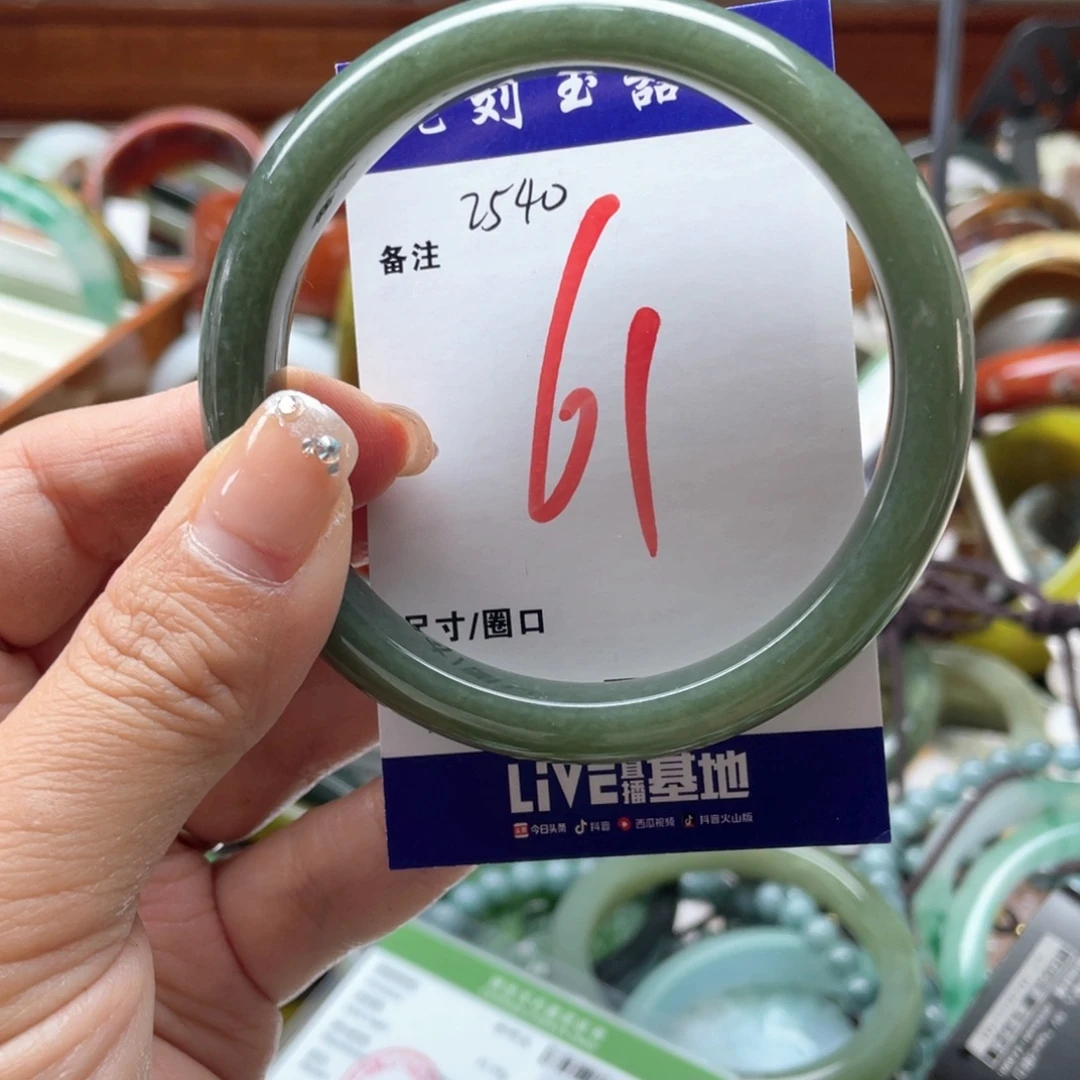 刘玉器
2540
备注
61
尺寸/圈口
LiVE直播基地
今日头条 抖音 西瓜视频 抖音火山版